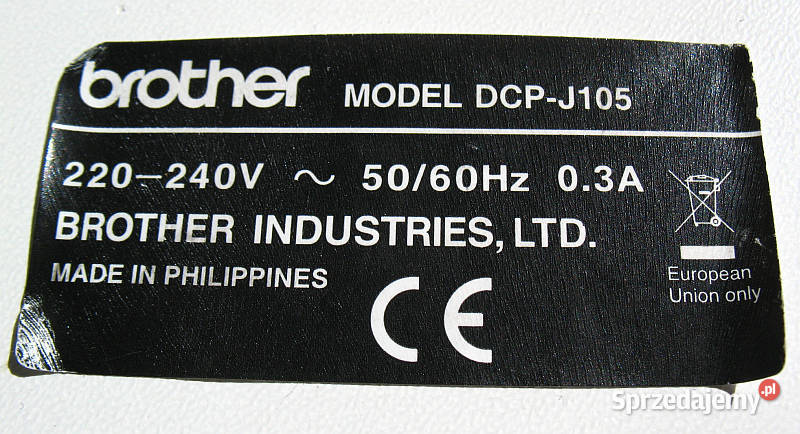 brother MODEL DCP-J105
220–240V ~ 50/60Hz 0.3A
BROTHER INDUSTRIES, LTD.
MADE IN PHILIPPINES
CE
European
Union only
Sprzedajemy.pl